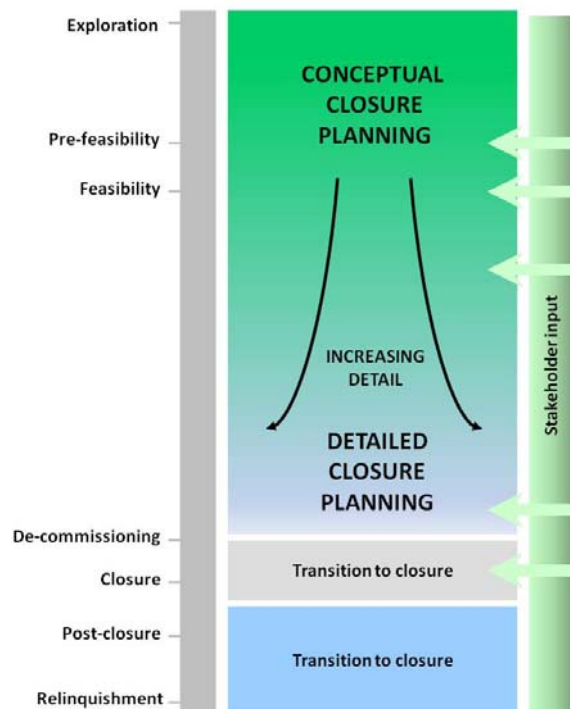 Exploration
Pre-feasibility
Feasibility
De-commissioning
Closure
Post-closure
Relinquishment
CONCEPTUAL
CLOSURE
PLANNING
INCREASING
DETAIL
DETAILED
CLOSURE
PLANNING
Transition to closure
Transition to closure
Stakeholder input